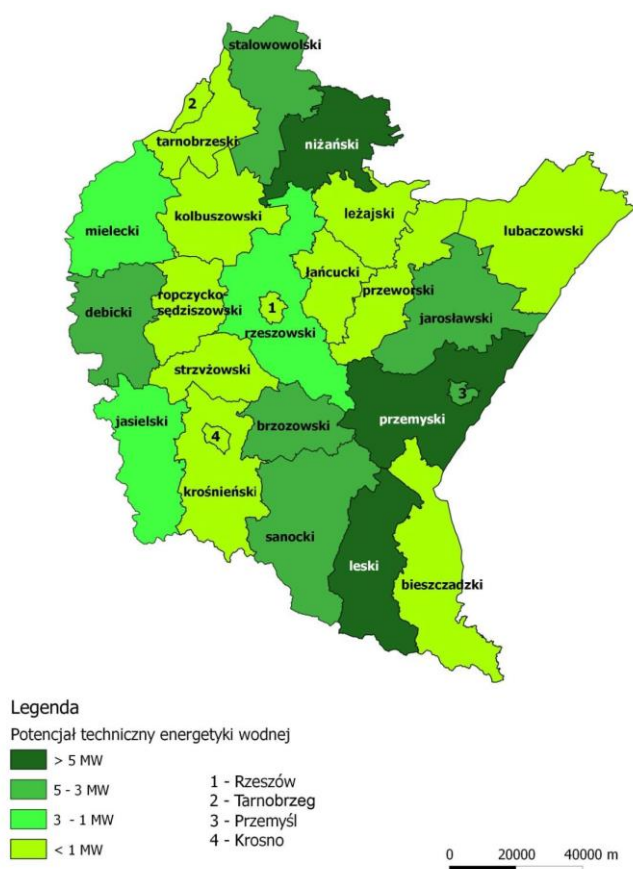 stalowowolski
2
tarnobrzeski
niżański
mielecki
kolbuszowski
leżajski
lubaczowski
łańcucki
przeworski
debicki
ropczycko-
sędziszowski
1
rzeszowski
jarosławski
strzyżowski
jasielski
brzozowski
przemyski
3
4
krośnieński
sanocki
leski
bieszczadzki
Legenda
Potencjał techniczny energetyki wodnej
> 5 MW
5 - 3 MW
3 - 1 MW
< 1 MW
1 - Rzeszów
2 - Tarnobrzeg
3 - Przemyśl
4 - Krosno
0 20000 40000 m